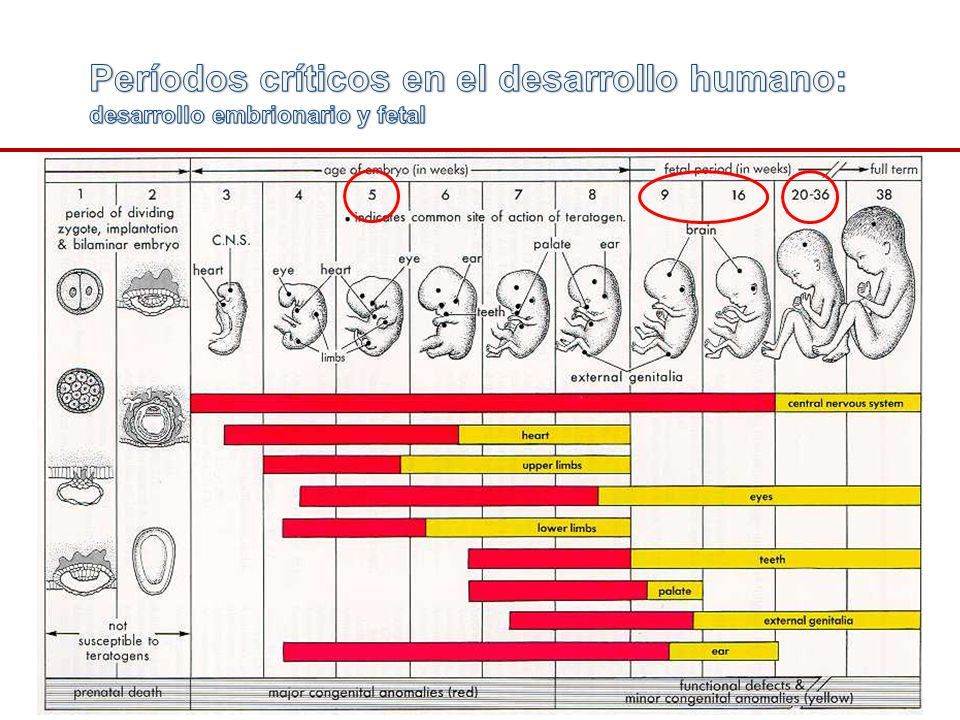 Períodos críticos en el desarrollo humano:
desarrollo embrionario y fetal
age of embryo (in weeks)
fetal period (in weeks)
full term
1 2 3 4 5 6 7 8 9 16 20-36 38
period of dividing
zygote, implantation
& bilaminar embryo
• indicates common site of action of teratogen.
C.N.S.
heart
eye
heart
limbs
eye
ear
teeth
palate
ear
brain
external genitalia
central nervous system
heart
upper limbs
eyes
lower limbs
teeth
palate
external genitalia
ear
not
susceptible to
teratogens
prenatal death
major congenital anomalies (red)
functional defects &
minor congenital anomalies (yellow)